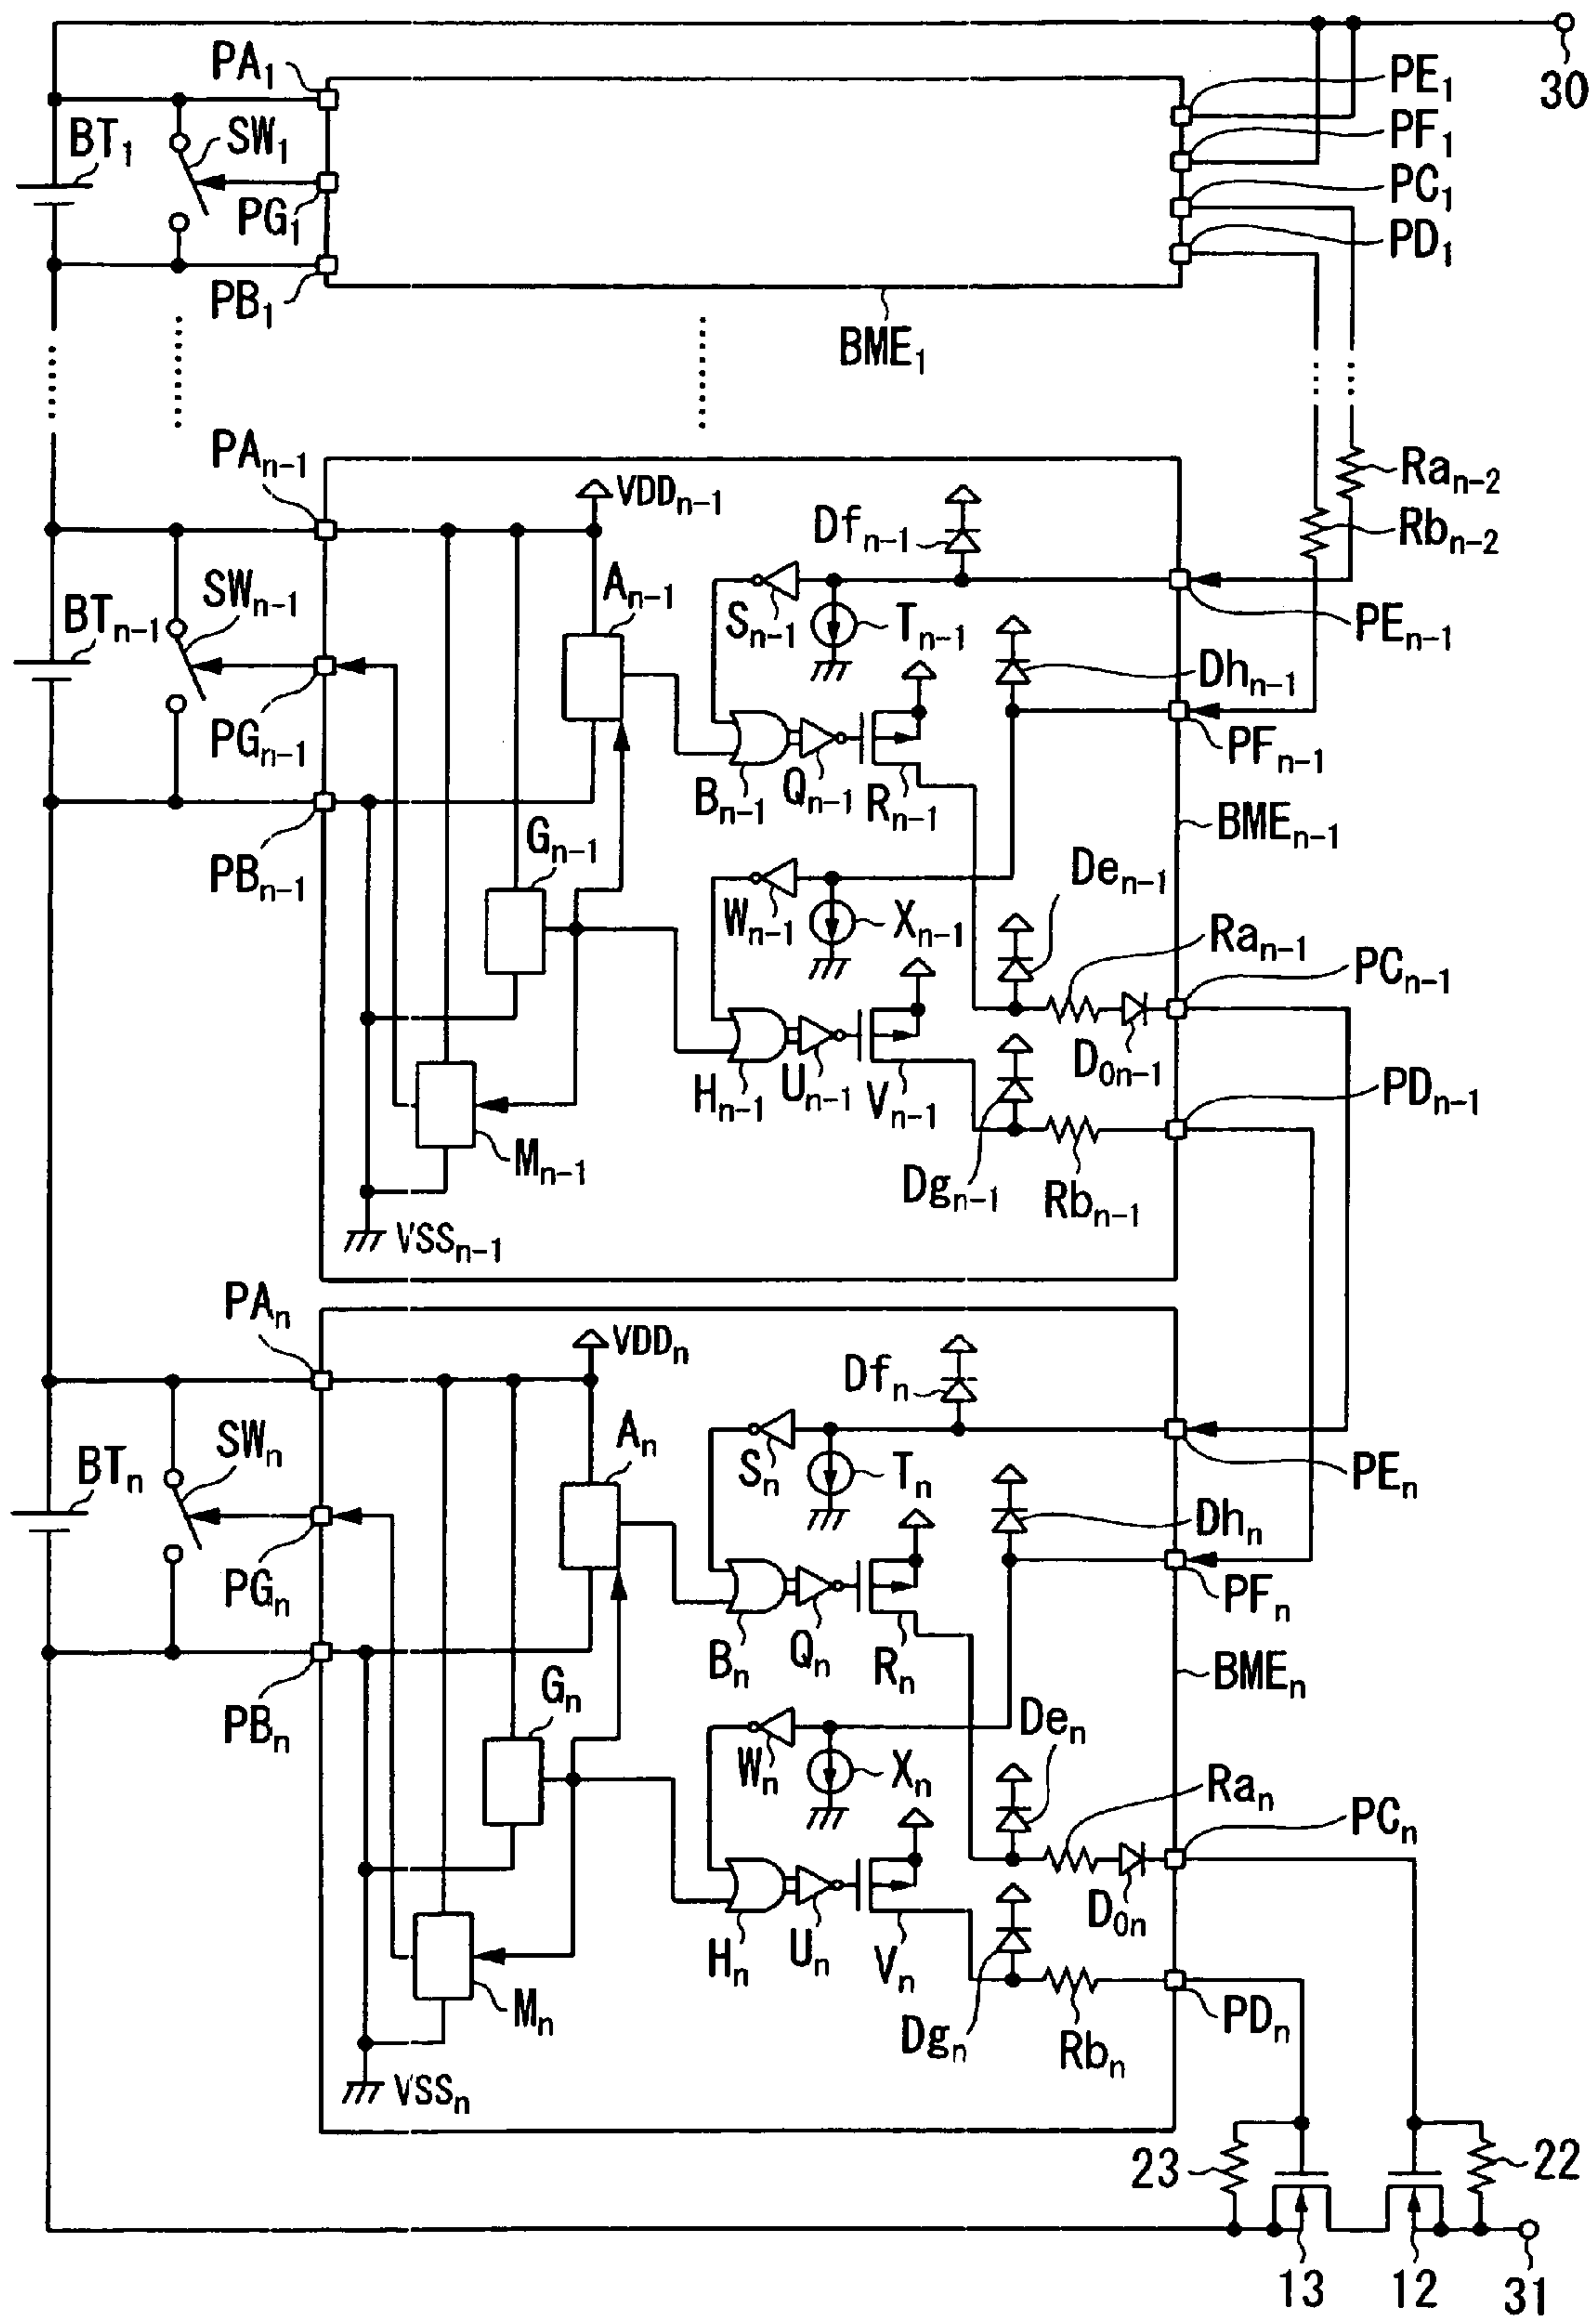 PA1
PE1
30
PF1
BT1
SW1
PC1
PG1
PD1
PB1
BME1
PAn-1
Ran-2
VDDn-1
Dfn-1
Rbn-2
An-1
SWn-1
BTn-1
Sn-1
Tn-1
PEn-1
Dhn-1
PGn-1
PFn-1
Bn-1
Qn-1
Rn-1
BMEn-1
Gn-1
PBn-1
Den-1
Wn-1
Xn-1
Ran-1
PCn-1
D0n-1
Hn-1
Un-1
Vn-1
PDn-1
Mn-1
Dgn-1
Rbn-1
VSSn-1
PAn
VDDn
Dfn
An
SWn
BTn
Sn
Tn
PEn
Dhn
PGn
PFn
Bn
Qn
Rn
BMEn
Gn
PBn
Den
Wn
Xn
Ran
PCn
D0n
Hn
Un
Vn
Mn
PDn
Dgn
Rbn
VSSn
23
22
13
12
31